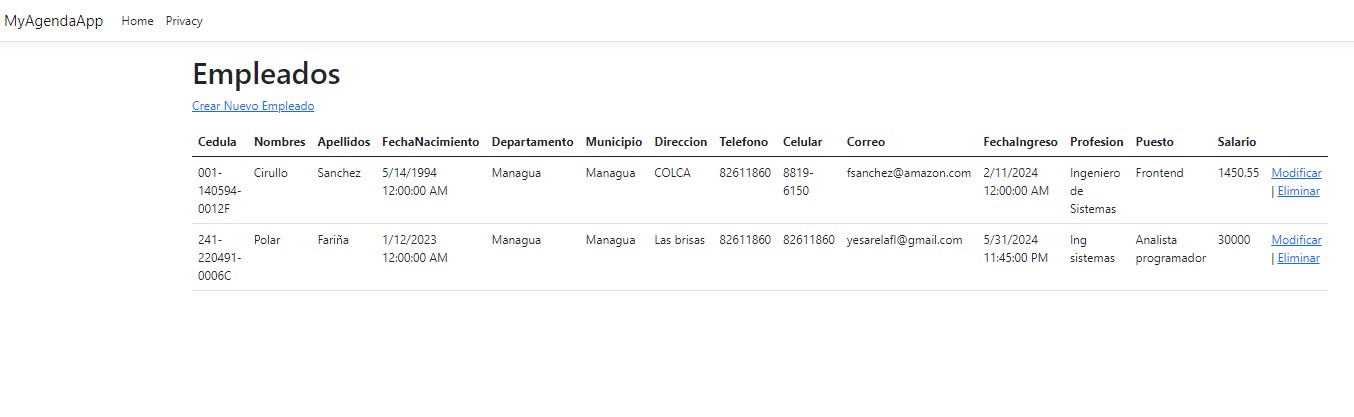 MyAgendaApp Home Privacy
Empleados
Crear Nuevo Empleado
Cedula Nombres Apellidos FechaNacimiento Departamento Municipio Direccion Telefono Celular Correo FechaIngreso Profesion Puesto Salario
001- Cirullo Sanchez 5/14/1994 Managua Managua COLCA 82611860 8819- fsanchez@amazon.com 2/11/2024 Ingeniero Frontend 1450.55 Modificar
140594- 12:00:00 AM 6150 12:00:00 AM de | Eliminar
0012F Sistemas
241- Polar Fariña 1/12/2023 Managua Managua Las brisas 82611860 82611860 yesarelafl@gmail.com 5/31/2024 Ing Analista 30000 Modificar
220491- 12:00:00 AM 11:45:00 PM sistemas programador | Eliminar
0006C